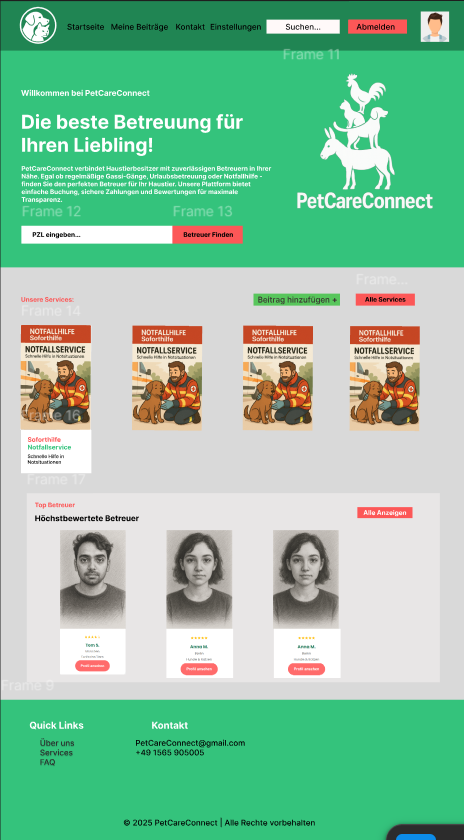 Startseite Meine Beiträge Kontakt Einstellungen Suchen... Abmelden
Frame 11
Willkommen bei PetCareConnect
Die beste Betreuung für
Ihren Liebling!
PetCareConnect verbindet Haustierbesitzer mit zuverlässigen Betreuern in Ihrer
Nähe. Egal ob regelmäßige Gassi-Gänge, Urlaubsbetreuung oder Notfallhilfe -
finden Sie den perfekten Betreuer für Ihr Haustier. Unsere Plattform bietet
einfache Buchung, sichere Zahlungen und Bewertungen für maximale
Transparenz.
PetCareConnect
Frame 12 Frame 13
PZL eingeben... Betreuer Finden
Frame...
Unsere Services: Beitrag hinzufügen + Alle Services
Frame 14
NOTFALLHILFE NOTFALLHILFE NOTFALLHILFE NOTFALLHILFE
Soforthilfe Soforthilfe Soforthilfe Soforthilfe
NOTFALLSERVICE NOTFALLSERVICE NOTFALLSERVICE NOTFALLSERVICE
Schnelle Hilfe in Notsituationen Schnelle Hilfe in Notsituationen Schnelle Hilfe in Notsituationen Schnelle Hilfe in Notsituationen
Frame 16
Soforthilfe
Notfallservice
Schnelle Hilfe in
Notsituationen
Frame 17
Top Betreuer
Höchstbewertete Betreuer
Alle Anzeigen
Tom S. Anna M. Anna M.
Berlin Berlin
Profil ansehen Profil ansehen Profil ansehen
Frame 9
Quick Links Kontakt
Über uns PetCareConnect@gmail.com
Services +49 1565 905005
FAQ
© 2025 PetCareConnect | Alle Rechte vorbehalten